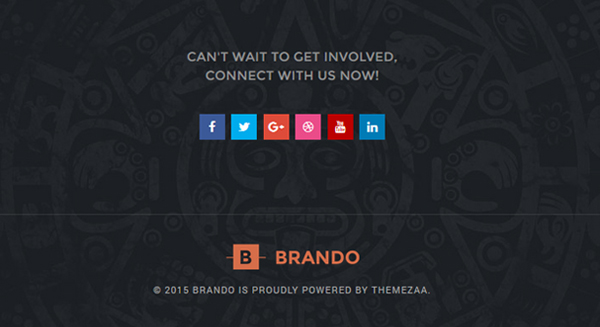 CAN'T WAIT TO GET INVOLVED,
CONNECT WITH US NOW!
f G+ You Tube in
B BRANDO
© 2015 BRANDO IS PROUDLY POWERED BY THEMEZAA.